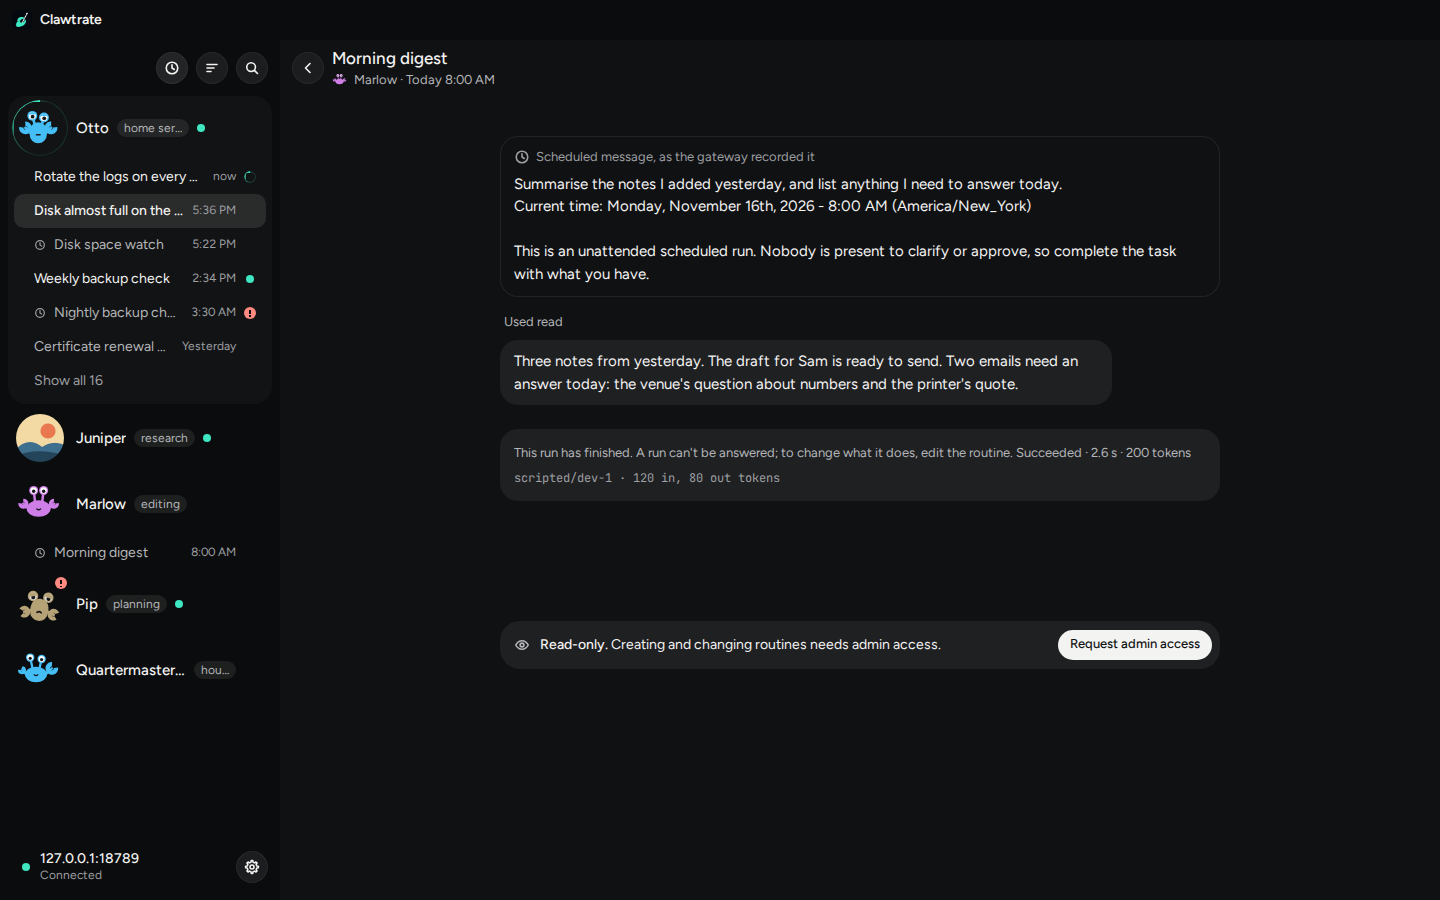 Clawtrate
Otto home ser...
Rotate the logs on every ... now
Disk almost full on the ... 5:36 PM
Disk space watch 5:22 PM
Weekly backup check 2:34 PM
Nightly backup ch... 3:30 AM
Certificate renewal ... Yesterday
Show all 16
Juniper research
Marlow editing
Morning digest 8:00 AM
Pip planning
Quartermaster... hou...
127.0.0.1:18789
Connected
Morning digest
Marlow · Today 8:00 AM
Scheduled message, as the gateway recorded it
Summarise the notes I added yesterday, and list anything I need to answer today.
Current time: Monday, November 16th, 2026 - 8:00 AM (America/New_York)
This is an unattended scheduled run. Nobody is present to clarify or approve, so complete the task
with what you have.
Used read
Three notes from yesterday. The draft for Sam is ready to send. Two emails need an
answer today: the venue's question about numbers and the printer's quote.
This run has finished. A run can't be answered; to change what it does, edit the routine. Succeeded · 2.6 s · 200 tokens
scripted/dev-1 · 120 in, 80 out tokens
Read-only. Creating and changing routines needs admin access.
Request admin access